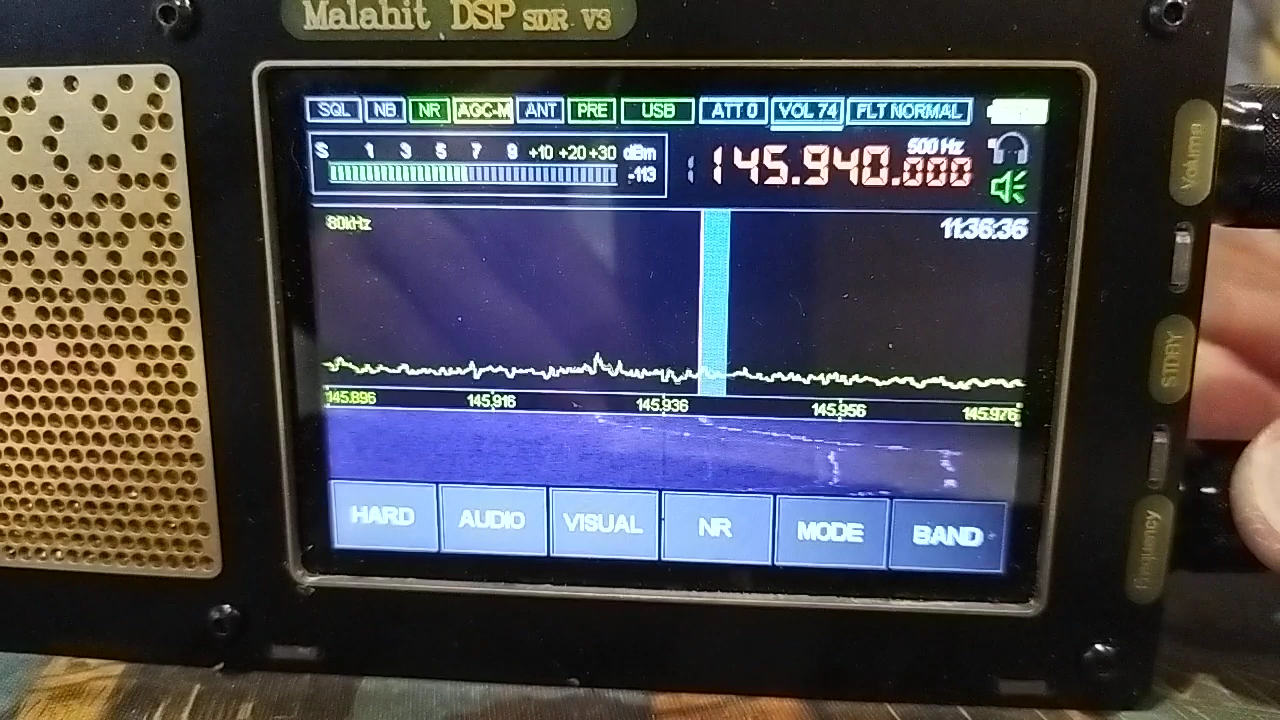 Malahit DSP SDR V3
SQL NB NR AGC-M ANT PRE USB ATT 0 VOL 74 FLT NORMAL
S 1 3 5 7 9 +10 +20 +30 dBm
-113
500 Hz
145.940.000
80kHz
11:36:36
145.896 145.916 145.936 145.956 145.976
HARD AUDIO VISUAL NR MODE BAND
Volume
STDBY
Frequency